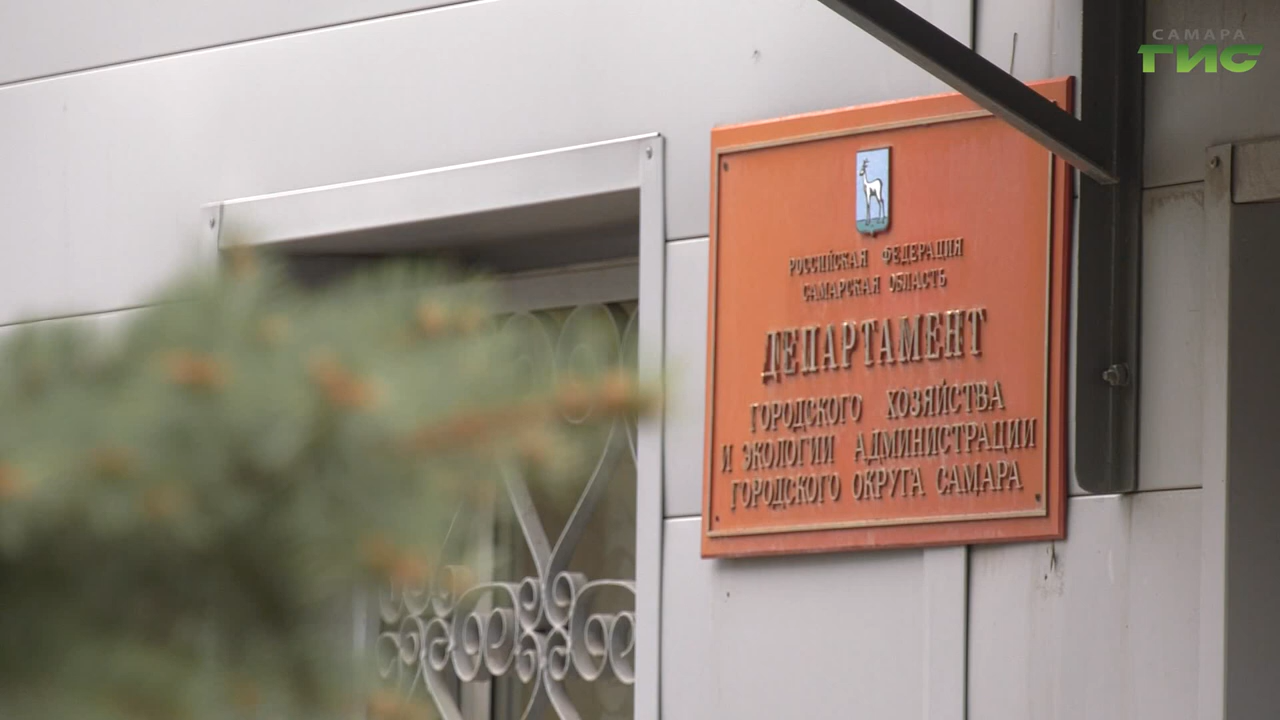 САМАРА
ГИС
РОССИЙСКАЯ ФЕДЕРАЦИЯ
САМАРСКАЯ ОБЛАСТЬ
ДЕПАРТАМЕНТ
ГОРОДСКОГО ХОЗЯЙСТВА
И ЭКОЛОГИИ АДМИНИСТРАЦИИ
ГОРОДСКОГО ОКРУГА САМАРА